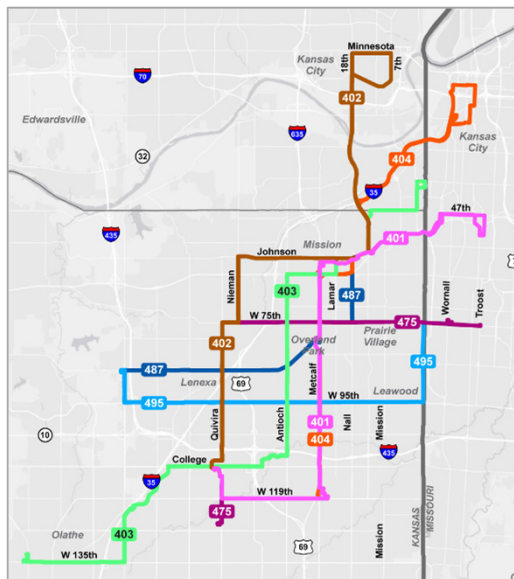 Minnesota
Kansas
City
18th
7th
70
402
Edwardsville
635
Kansas
City
32
404
35
435
47th
Mission
401
Johnson
403
Nieman
Lamar
487
Wornall
Troost
W 75th
475
Prairie
Village
402
Overland
Park
495
487
Lenexa
69
Metcalf
Leawood
495
W 95th
Quivira
Antioch
401
Nall
Mission
10
404
435
College
35
KANSAS
MISSOURI
W 119th
475
403
Olathe
69
Mission
W 135th